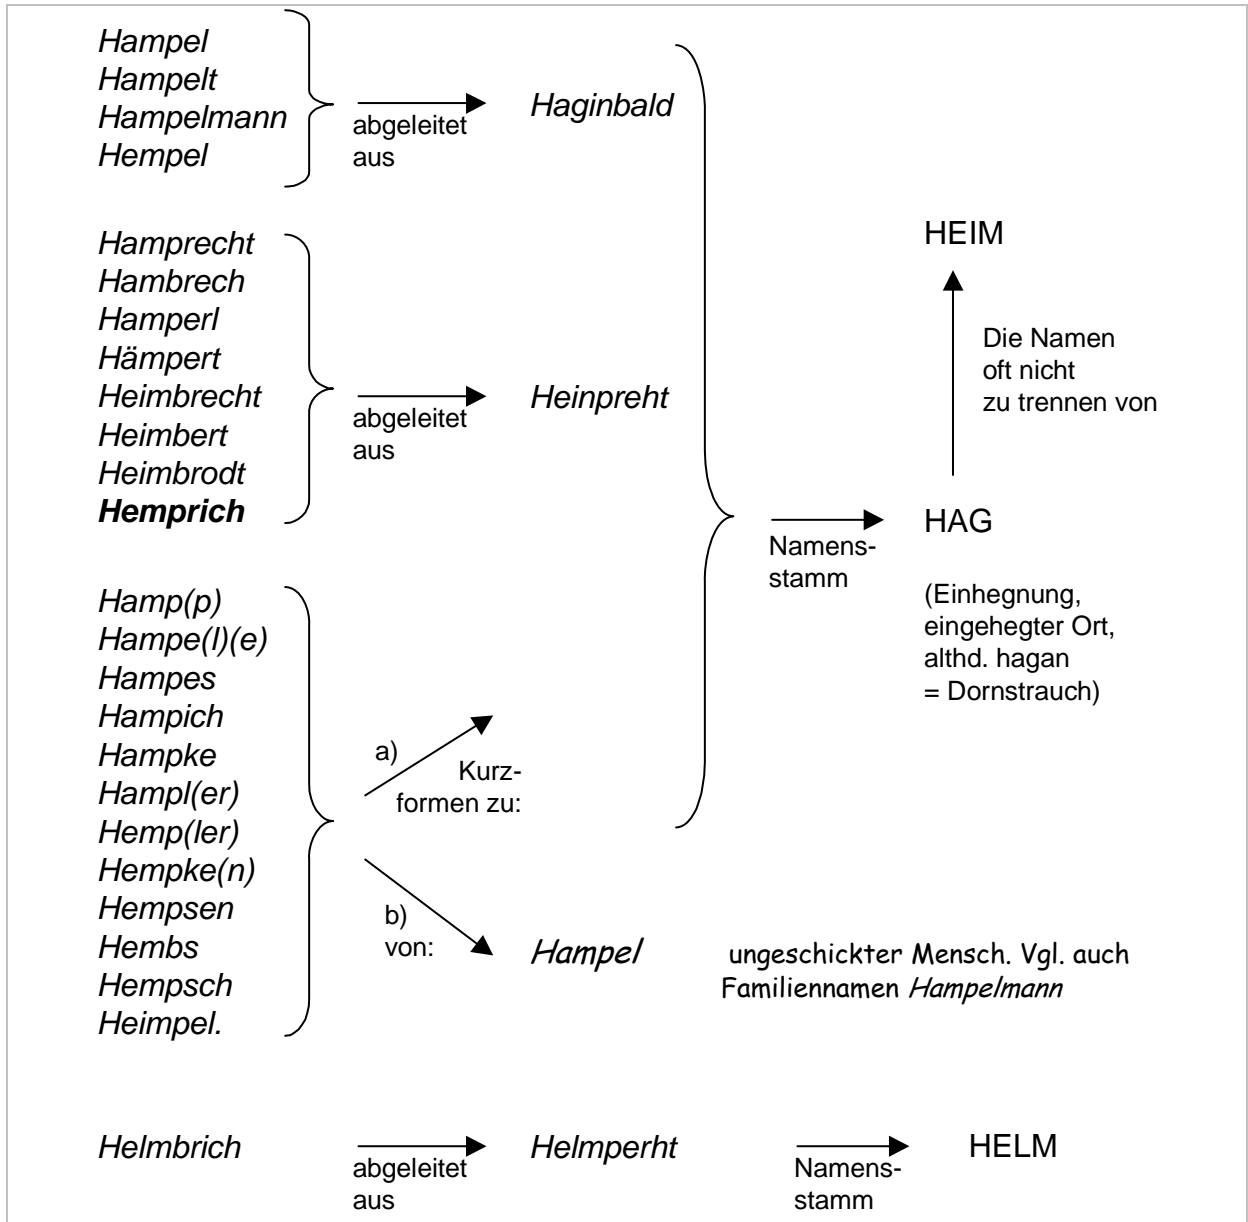 Hampel
Hampelt
Hampelmann
Hempel
abgeleitet
aus
Haginbald
Hamprecht
Hambrech
Hamperl
Hämpert
Heimbrecht
Heimbert
Heimbrodt
Hemprich
abgeleitet
aus
Heinpreht
Hamp(p)
Hampe(l)(e)
Hampes
Hampich
Hampke
Hampl(er)
Hemp(ler)
Hempke(n)
Hempsen
Hembs
Hempsch
Heimpel.
a)
Kurz-
formen zu:
b)
von:
Hampel
ungeschickter Mensch. Vgl. auch
Familiennamen Hampelmann
Namens-
stamm
HEIM
Die Namen
oft nicht
zu trennen von
HAG
(Einhegnung,
eingehegter Ort,
althd. hagan
= Dornstrauch)
Helmbrich
abgeleitet
aus
Helmperht
Namens-
stamm
HELM